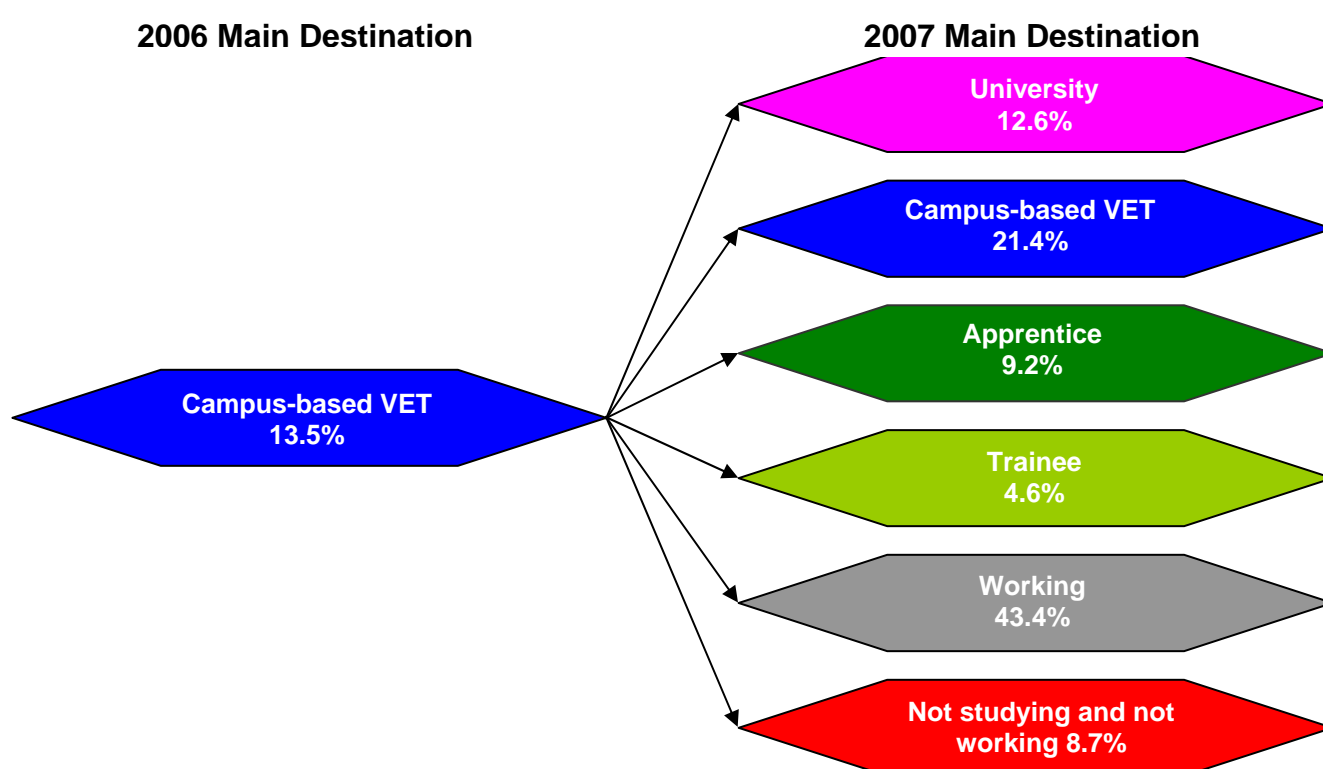 2006 Main Destination
2007 Main Destination
University
12.6%
Campus-based VET
21.4%
Apprentice
9.2%
Campus-based VET
13.5%
Trainee
4.6%
Working
43.4%
Not studying and not
working 8.7%